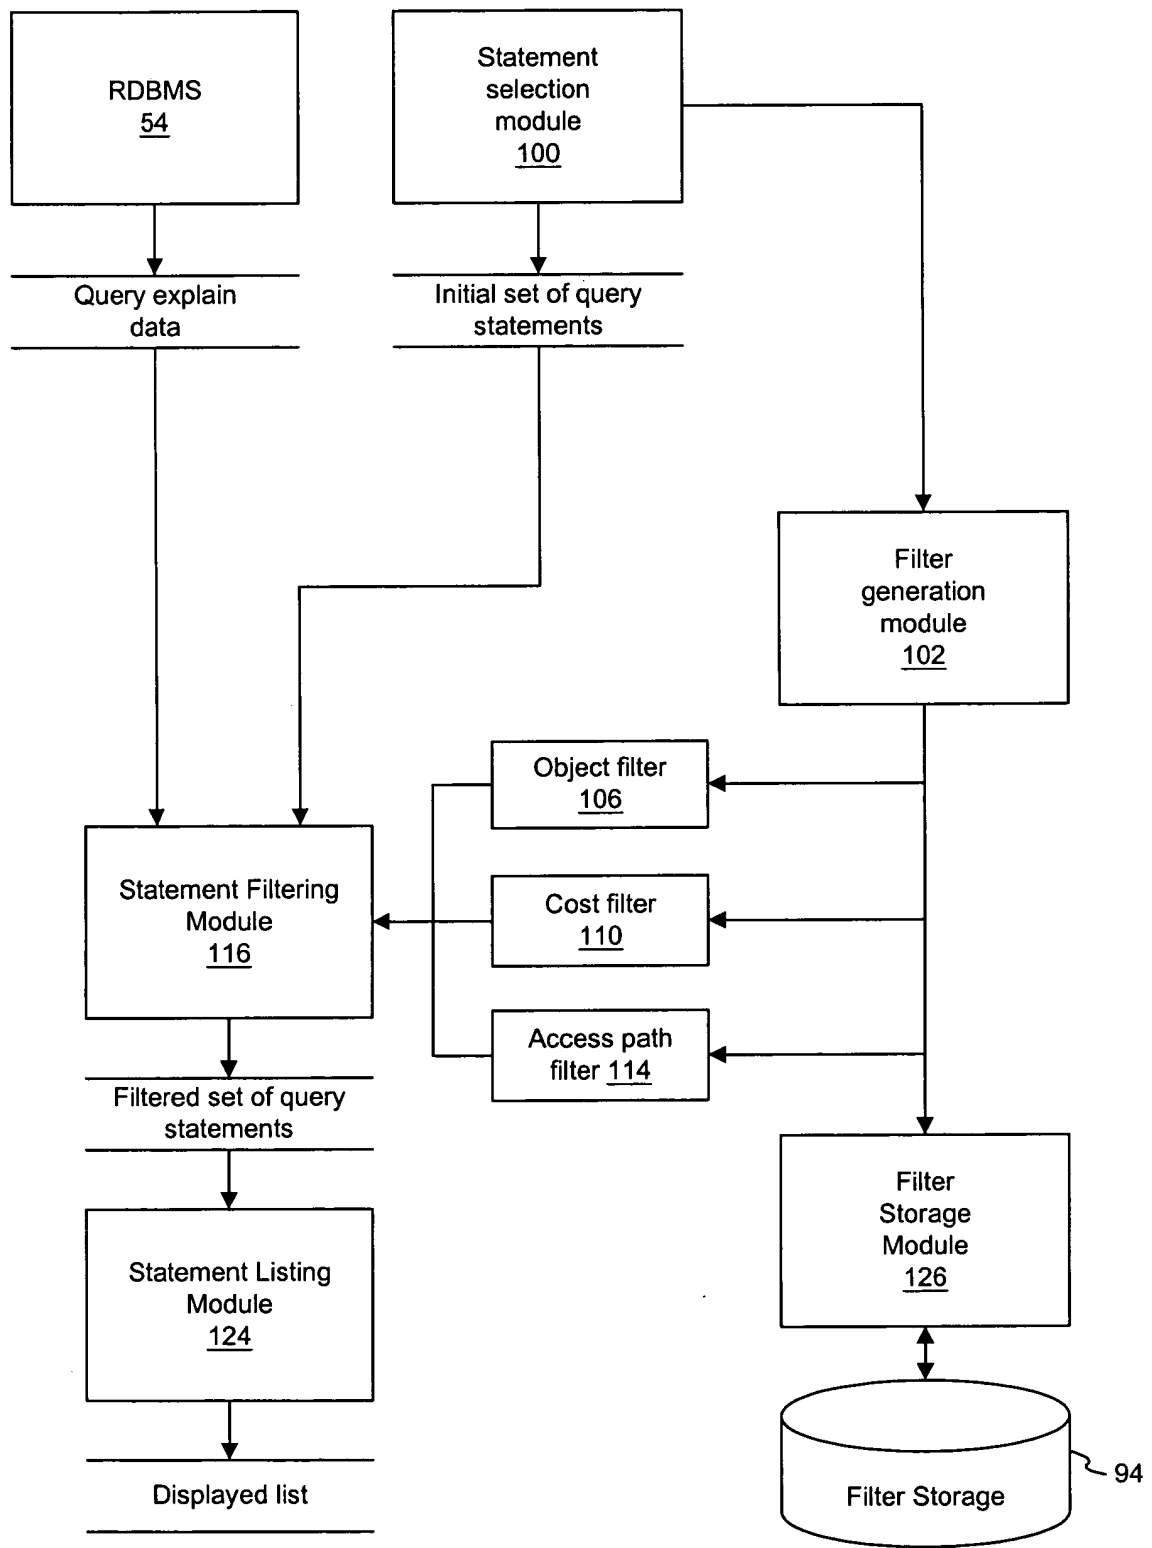 RDBMS
54
Statement
selection
module
100
Query explain
data
Initial set of query
statements
Filter
generation
module
102
Object filter
106
Cost filter
110
Access path
filter 114
Statement Filtering
Module
116
Filtered set of query
statements
Filter
Storage
Module
126
Statement Listing
Module
124
Displayed list
Filter Storage
94